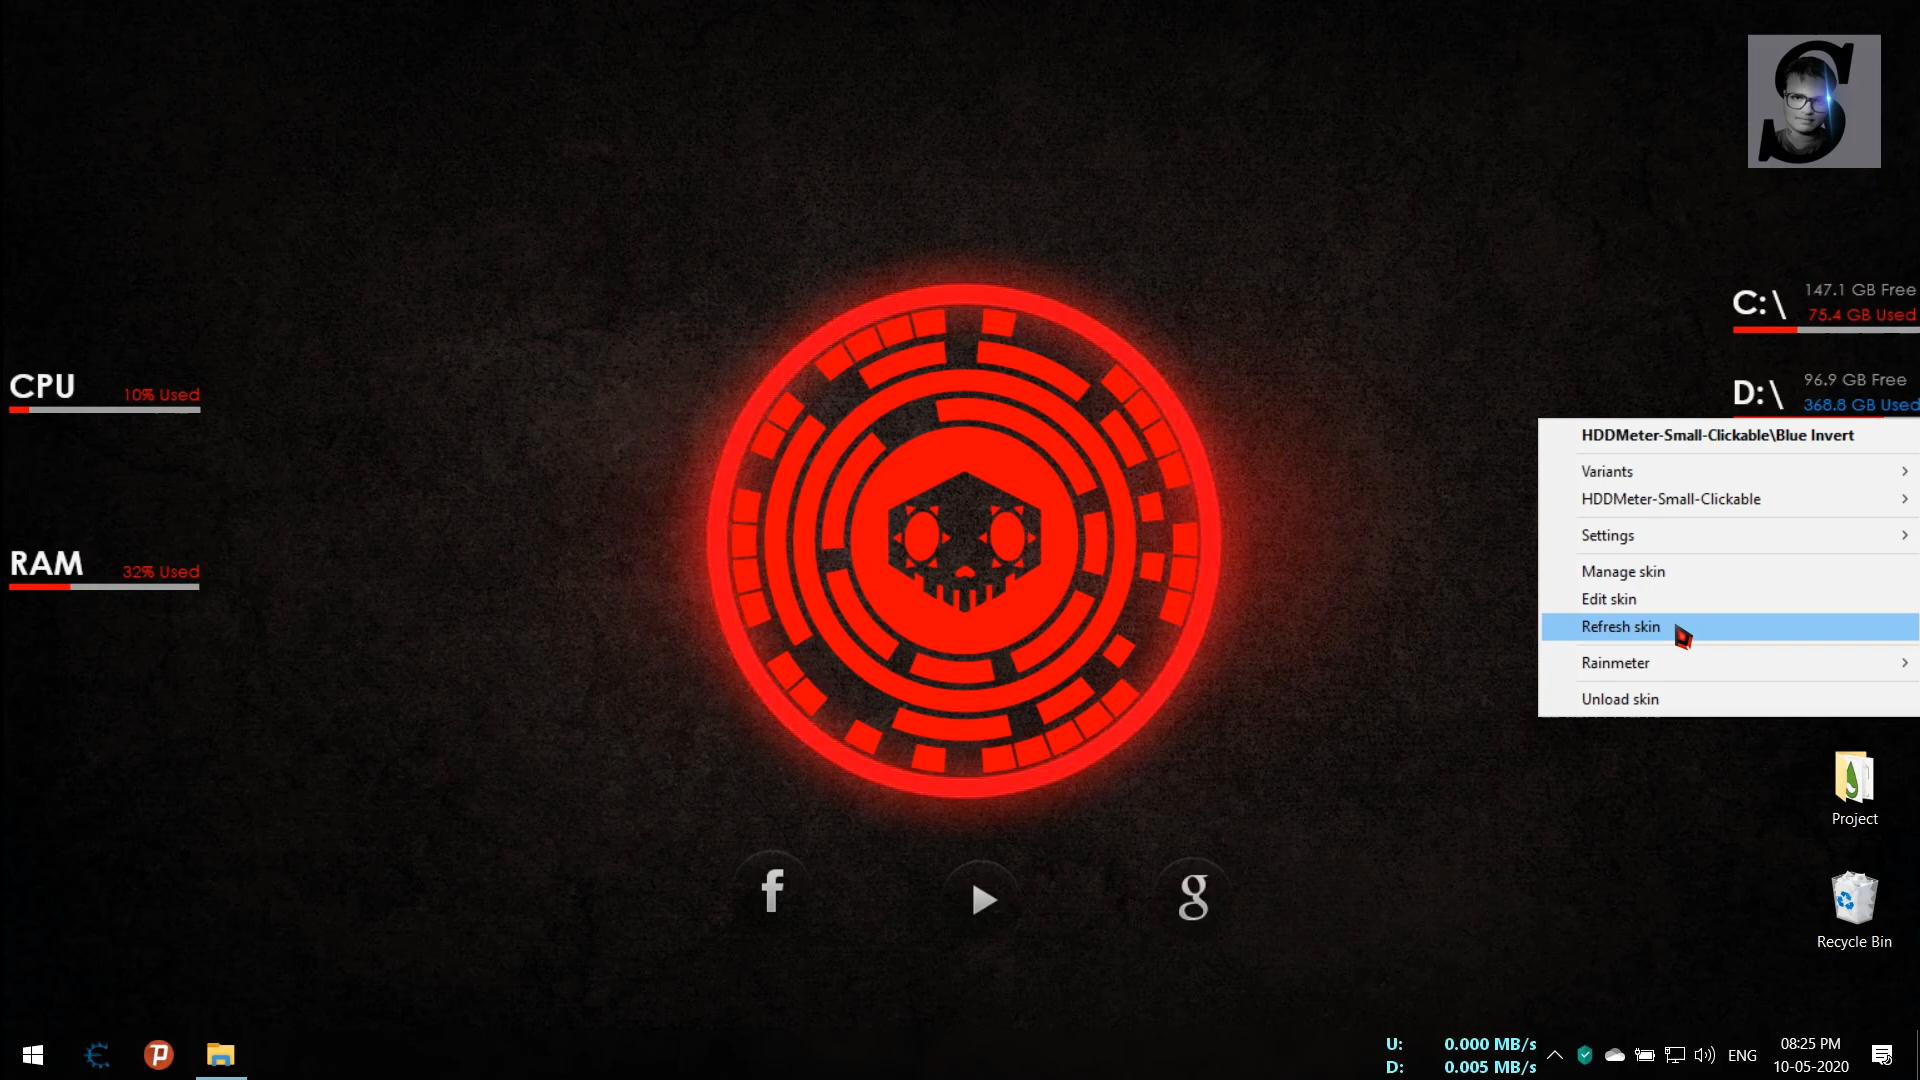 S
C:\
147.1 GB Free
75.4 GB Used
D:\
96.9 GB Free
368.8 GB Used
CPU
10% Used
RAM
32% Used
HDDMeter-Small-Clickable\Blue Invert
Variants
HDDMeter-Small-Clickable
Settings
Manage skin
Edit skin
Refresh skin
Rainmeter
Unload skin
Project
Recycle Bin
f
g
U: 0.000 MB/s
D: 0.005 MB/s
ENG
08:25 PM
10-05-2020